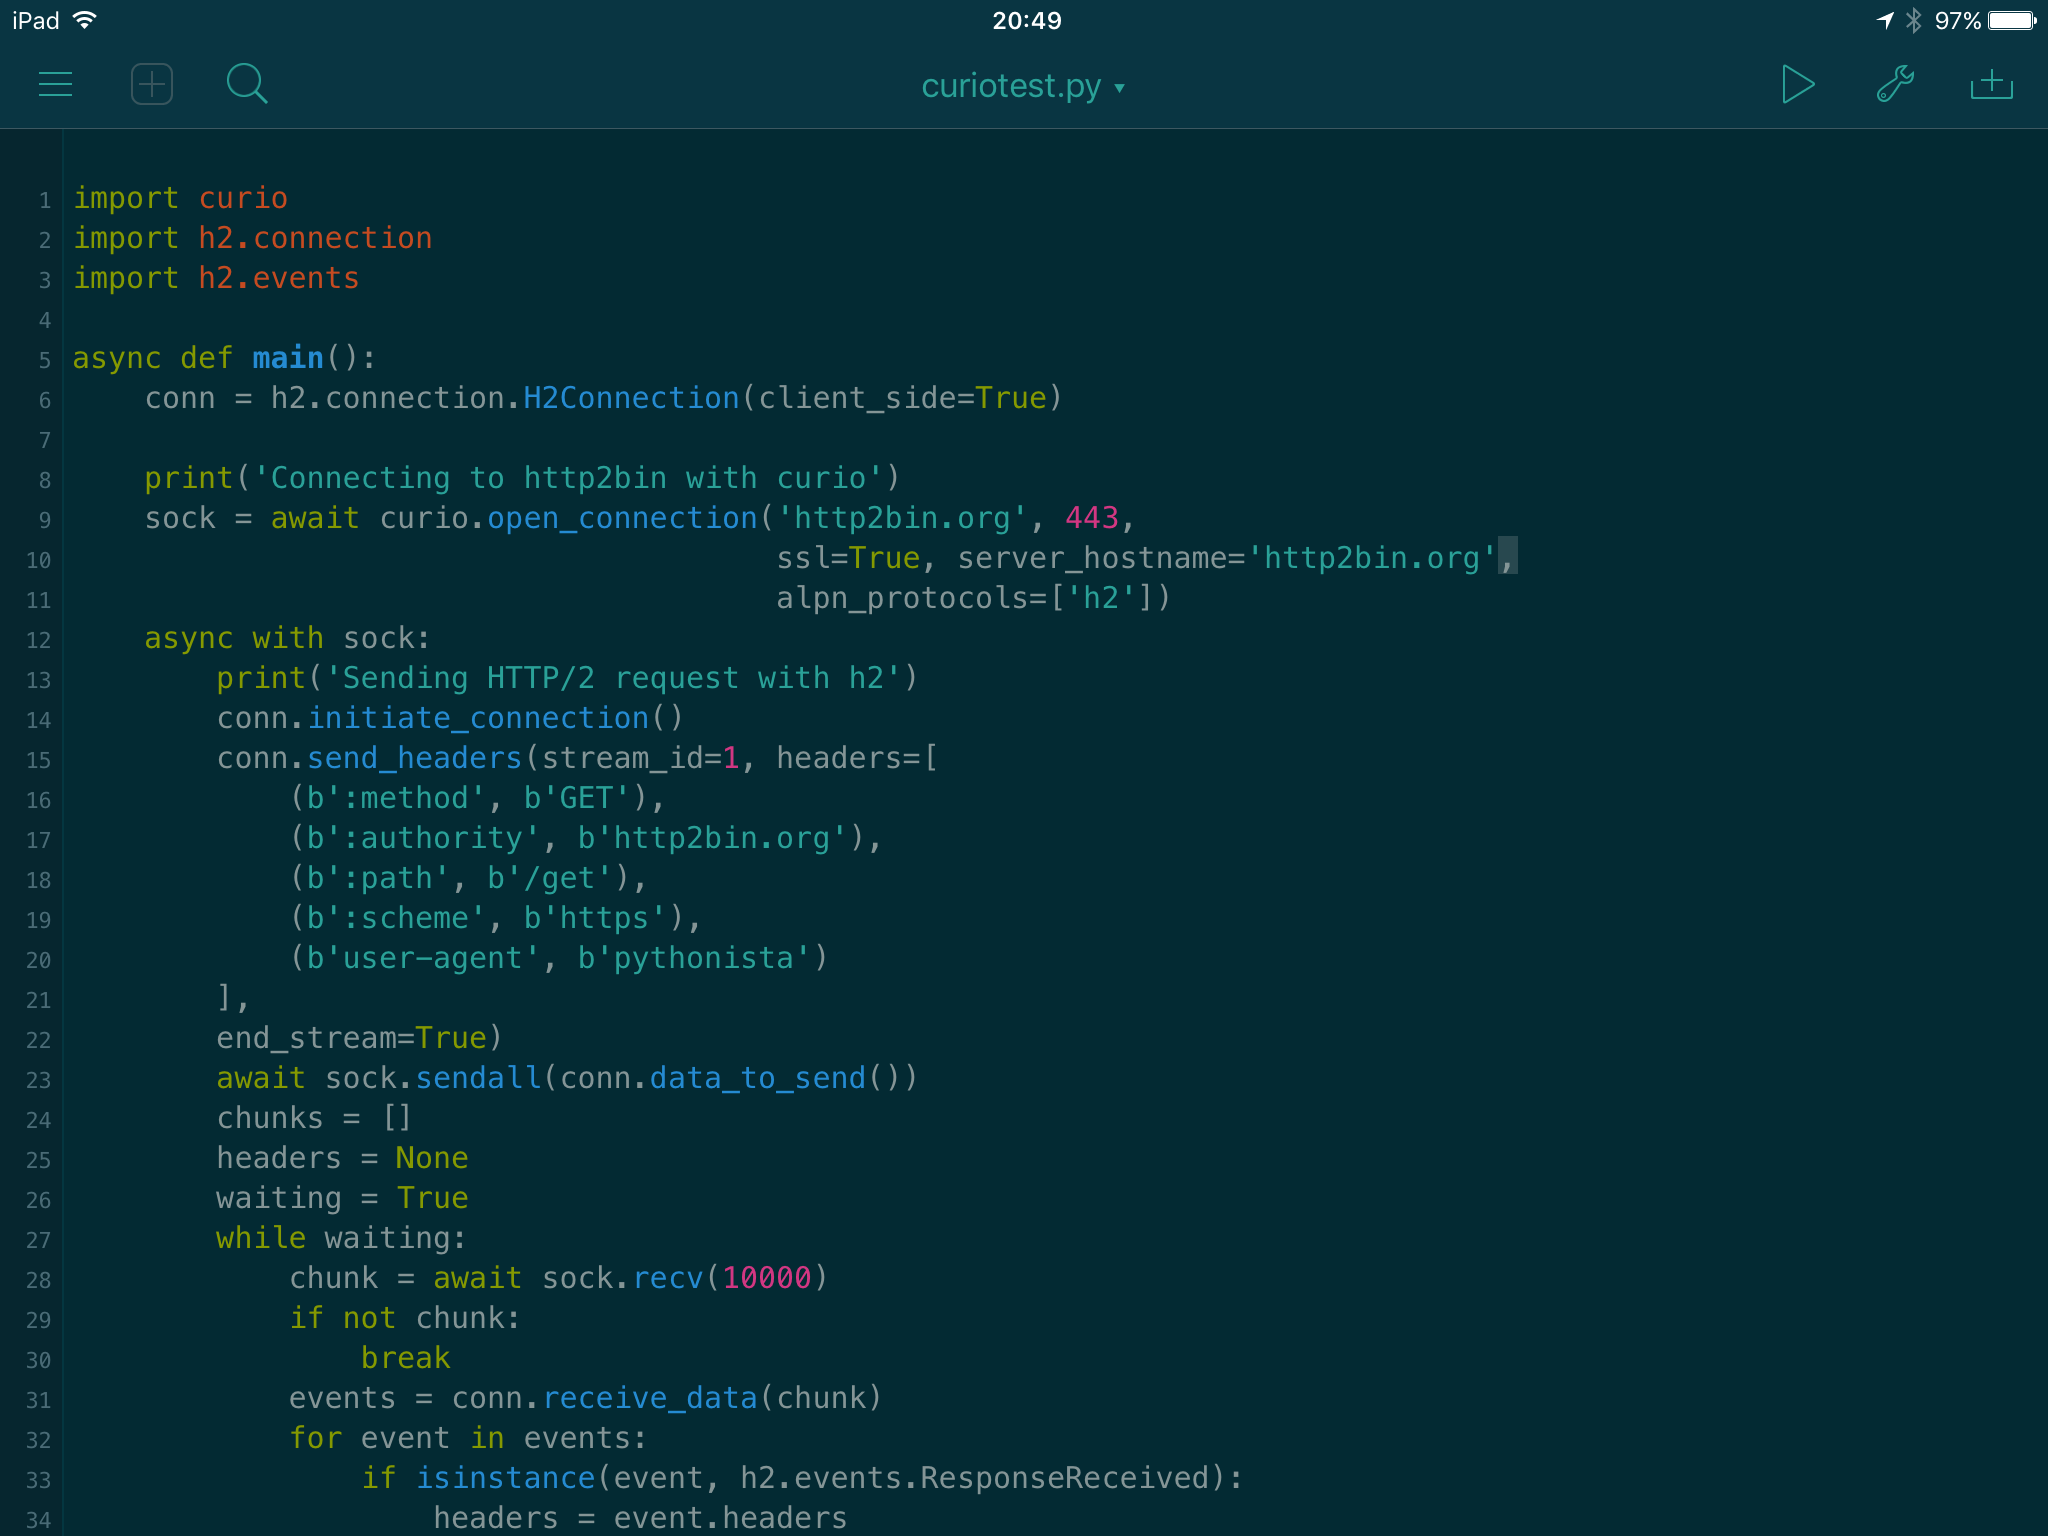 iPad 20:49 97%
curiotest.py ▾
1 import curio
2 import h2.connection
3 import h2.events
4
5 async def main():
6     conn = h2.connection.H2Connection(client_side=True)
7
8     print('Connecting to http2bin with curio')
9     sock = await curio.open_connection('http2bin.org', 443,
10                                        ssl=True, server_hostname='http2bin.org',
11                                        alpn_protocols=['h2'])
12     async with sock:
13         print('Sending HTTP/2 request with h2')
14         conn.initiate_connection()
15         conn.send_headers(stream_id=1, headers=[
16             (b':method', b'GET'),
17             (b':authority', b'http2bin.org'),
18             (b':path', b'/get'),
19             (b':scheme', b'https'),
20             (b'user-agent', b'pythonista')
21         ],
22         end_stream=True)
23         await sock.sendall(conn.data_to_send())
24         chunks = []
25         headers = None
26         waiting = True
27         while waiting:
28             chunk = await sock.recv(10000)
29             if not chunk:
30                 break
31             events = conn.receive_data(chunk)
32             for event in events:
33                 if isinstance(event, h2.events.ResponseReceived):
34                     headers = event.headers